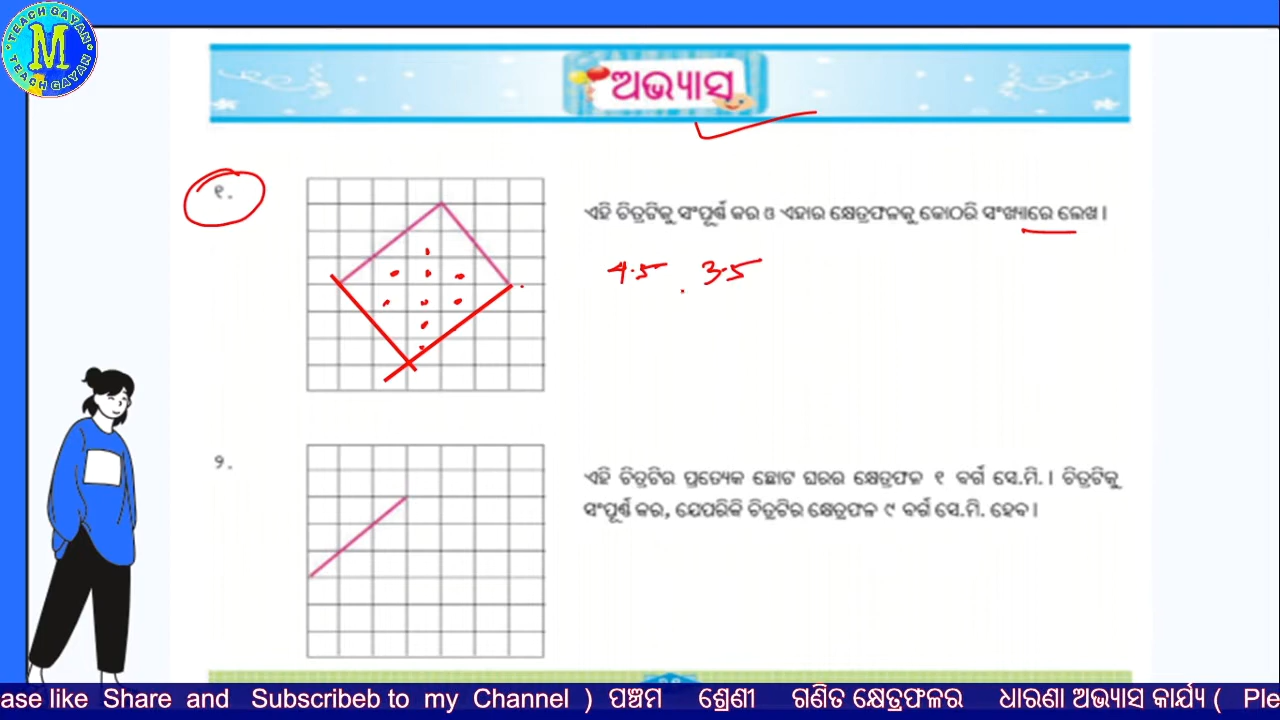 TEACH GAYAN
M
TEACH GAYAN
ଅଭ୍ୟାସ
୧.
ଏହି ଚିତ୍ରଟିକୁ ସଂପୂର୍ଣ୍ଣ କର ଓ ଏହାର କ୍ଷେତ୍ରଫଳକୁ କୋଠରି ସଂଖ୍ୟାରେ ଲେଖ ।
4.5 3.5
୨.
ଏହି ଚିତ୍ରଟିର ପ୍ରତ୍ୟେକ ଛୋଟ ଘରର କ୍ଷେତ୍ରଫଳ ୧ ବର୍ଗ ସେ.ମି. । ଚିତ୍ରଟିକୁ
ସଂପୂର୍ଣ୍ଣ କର, ଯେପରିକି ଚିତ୍ରଟିର କ୍ଷେତ୍ରଫଳ ୯ ବର୍ଗ ସେ.ମି. ହେବ ।
ase like Share and Subscribeb to my Channel ) ପଞ୍ଚମ ଶ୍ରେଣୀ ଗଣିତ କ୍ଷେତ୍ରଫଳର ଧାରଣା ଅଭ୍ୟାସ କାର୍ଯ୍ୟ ( Ple